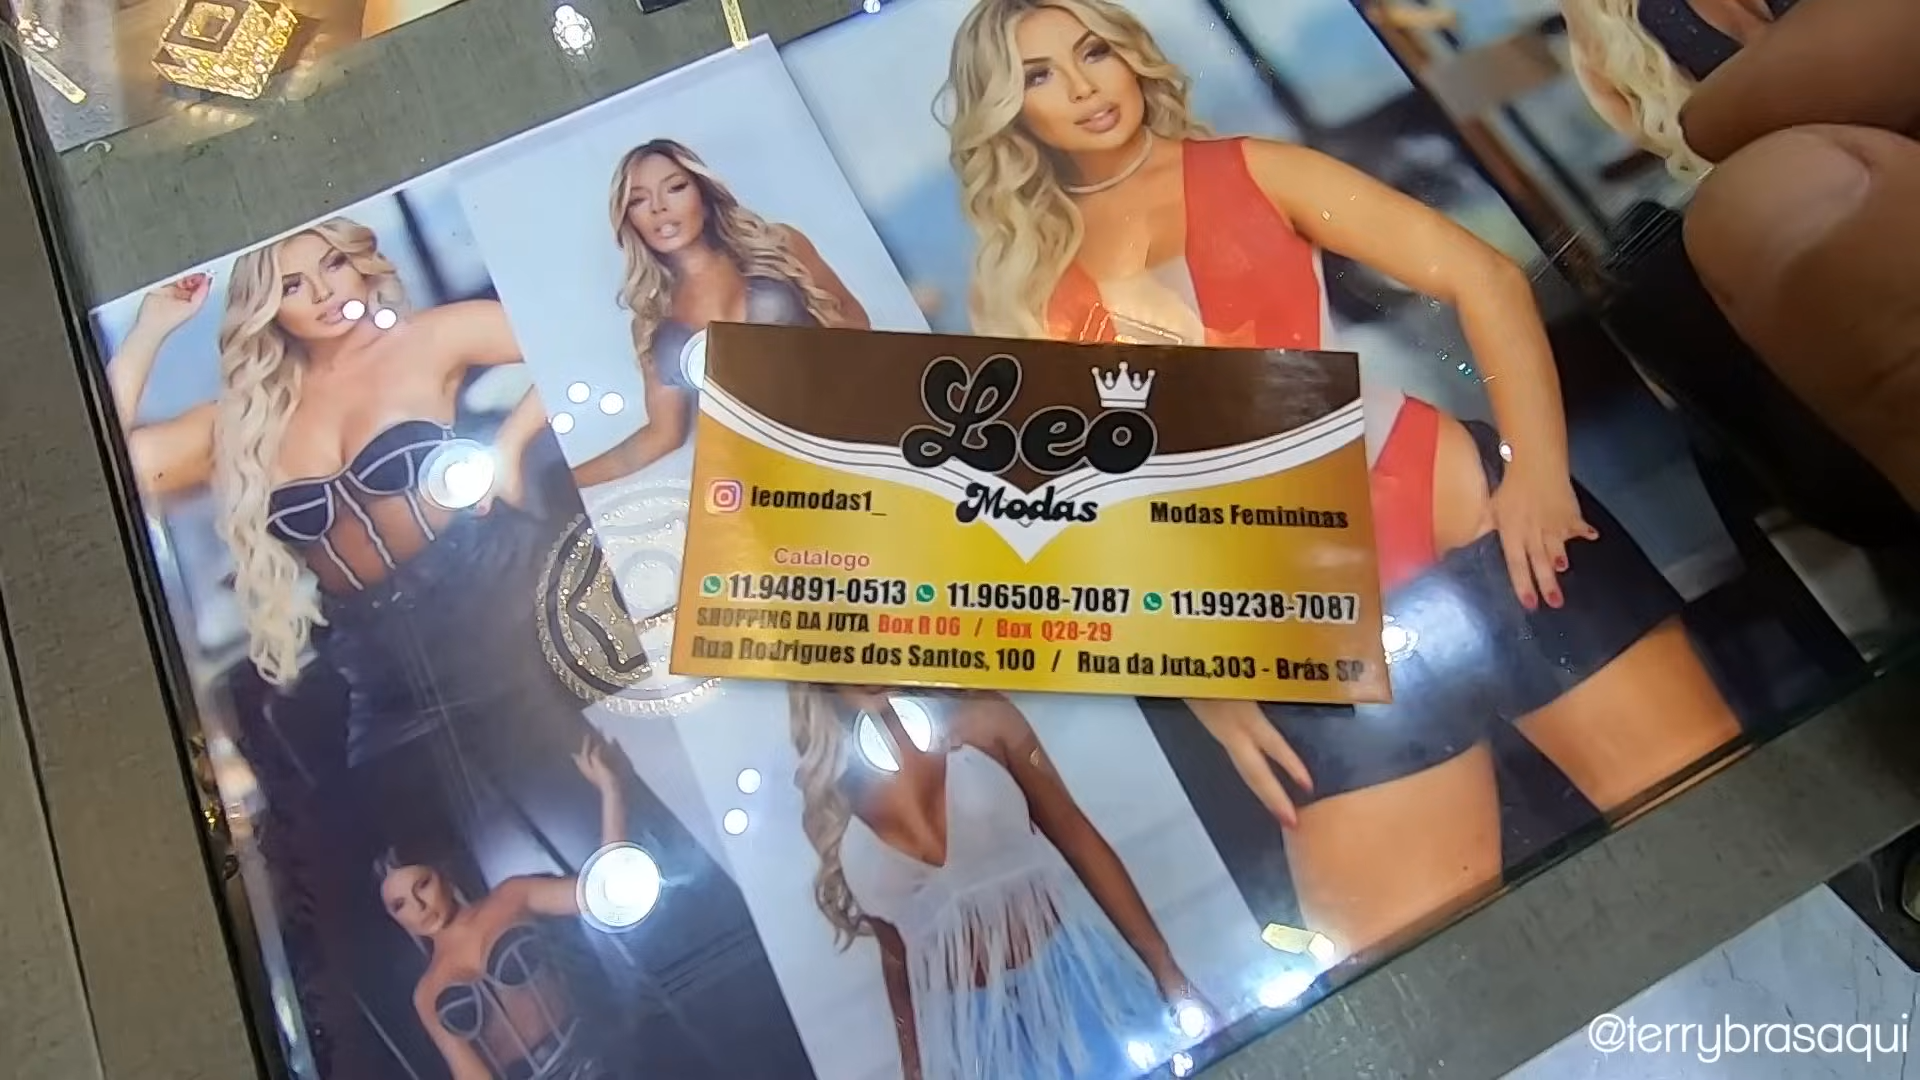 Leo
Modas
leomodas1_
Modas Femininas
Catalogo
11.94891-0513 11.96508-7087 11.99238-7087
SHOPPING DA JUTA Box R 06 / Box Q28-29
Rua Rodrigues dos Santos, 100 / Rua da Juta,303 - Brás SP
@terrybrasaqui